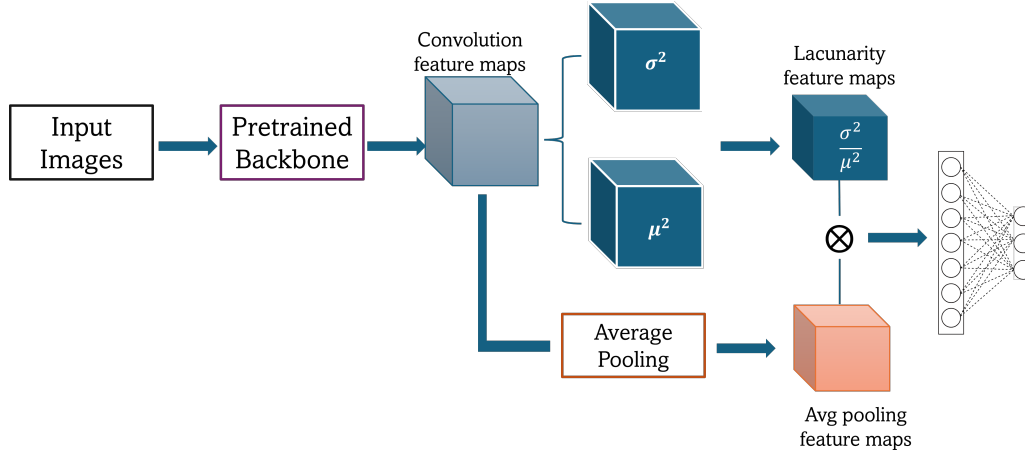 Input
Images
Pretrained
Backbone
Convolution
feature maps
σ²
μ²
Lacunarity
feature maps
σ²
μ²
⊗
Average
Pooling
Avg pooling
feature maps